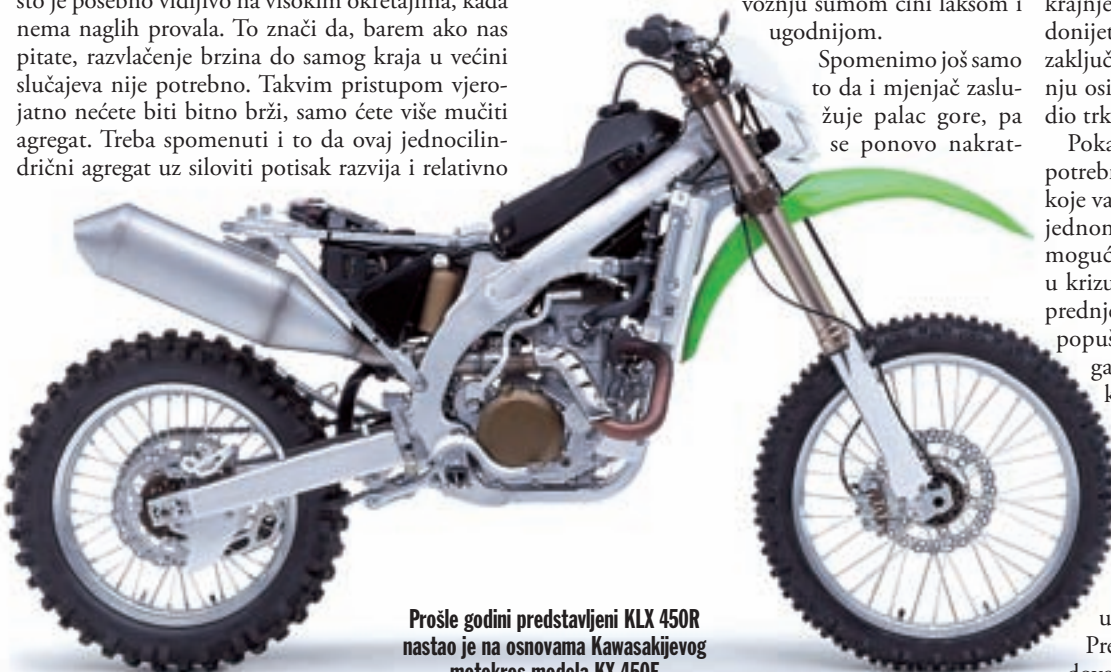 što je posebno vidljivo na visokim okretajima, kada
nema naglih provala. To znači da, barem ako nas
pitate, razvlačenje brzina do samog kraja u većini
slučajeva nije potrebno. Takvim pristupom vjero-
jatno nećete biti bitno brži, samo ćete više mučiti
agregat. Treba spomenuti i to da ovaj jednocilin-
drični agregat uz siloviti potisak razvija i relativno
vožnju šumom čini lakšom i
ugodnijom.
Spomenimo još samo
to da i mjenjač zaslu-
žuje palac gore, pa
se ponovo nakrat-
krajnje
donijet
zaključ
nju osi
dio trk
Poka
potreb
koje va
jednom
moguć
u krizu
prednje
popuš
ga
k
u
Pre
Prošle godini predstavljeni KLX 450R
nastao je na osnovama Kawasakijevog
motokros modela KX 450F